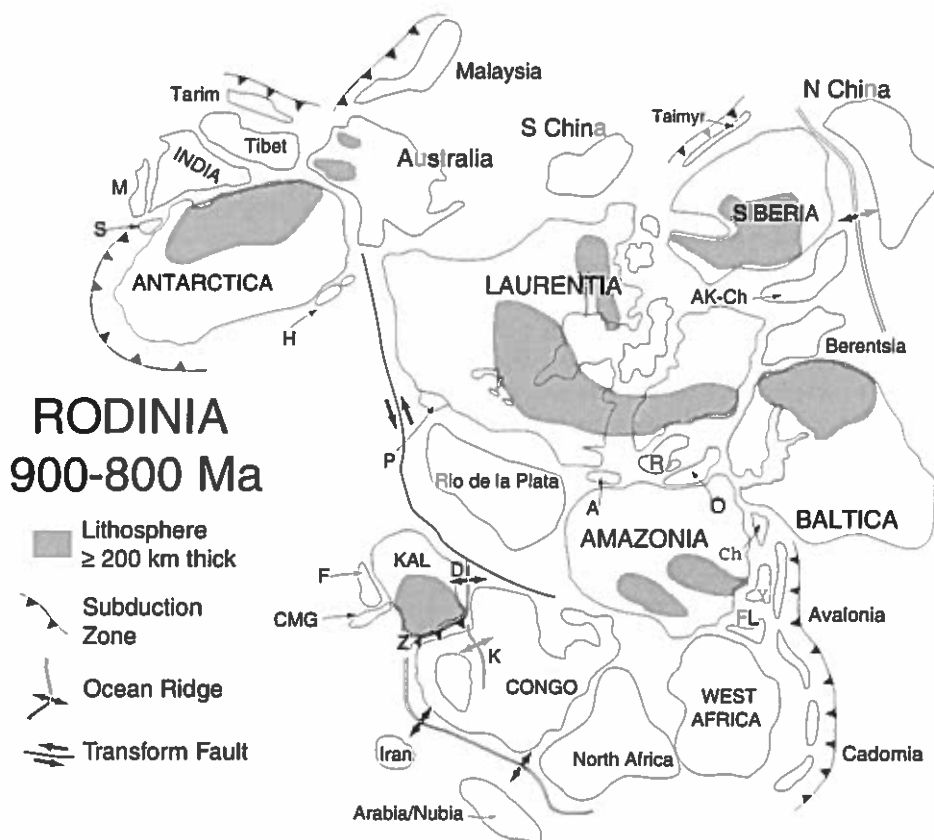 Malaysia
Tarim
N China
S China
Taimyr
Tibet
INDIA
Australia
M
S
SIBERIA
ANTARCTICA
LAURENTIA
AK-Ch
H
Berentsia
RODINIA
900-800 Ma
P
R
Rio de la Plata
A
O
BALTICA
AMAZONIA
Ch
Lithosphere
≥ 200 km thick
KAL
D
F
Y
CMG
FL
Avalonia
Subduction
Zone
Z
K
CONGO
WEST
AFRICA
Ocean Ridge
Iran
North Africa
Cadomia
Transform Fault
Arabia/Nubia